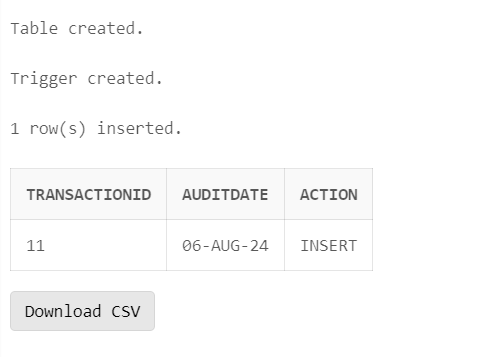 Table created.
Trigger created.
1 row(s) inserted.
TRANSACTIONID AUDITDATE ACTION
11 06-AUG-24 INSERT
Download CSV